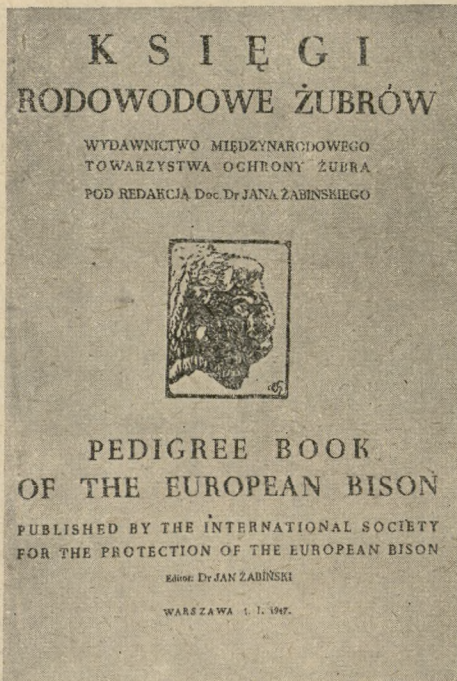 KSIĘGI
RODOWODOWE ŻUBRÓW
WYDAWNICTWO MIĘDZYNARODOWEGO
TOWARZYSTWA OCHRONY ŻUBRA
POD REDAKCJĄ Doc. Dr JANA ŻABIŃSKIEGO
PEDIGREE BOOK
OF THE EUROPEAN BISON
PUBLISHED BY THE INTERNATIONAL SOCIETY
FOR THE PROTECTION OF THE EUROPEAN BISON
Editor: Dr JAN ŻABIŃSKI
WARSZAWA 1. I. 1947.